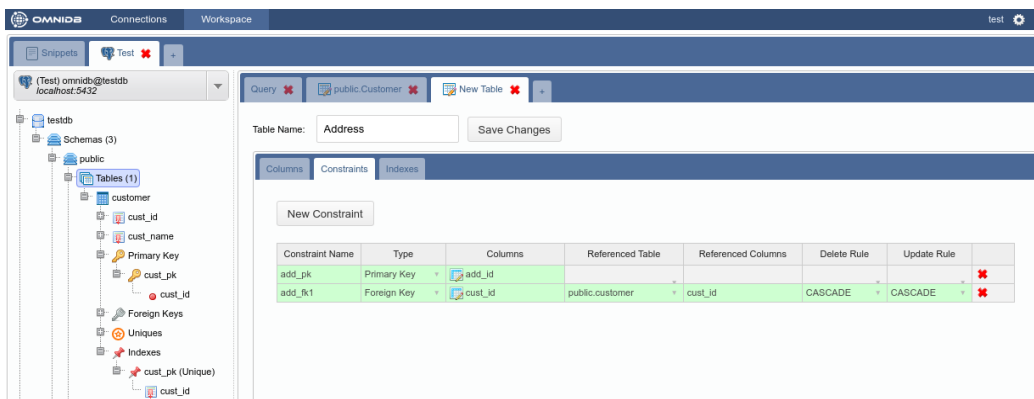 OMNIDB Connections Workspace test
Snippets Test +
(Test) omnidb@testdb
localhost:5432
Query public.Customer New Table +
Table Name: Address Save Changes
Columns Constraints Indexes
New Constraint
Constraint Name Type Columns Referenced Table Referenced Columns Delete Rule Update Rule
add_pk Primary Key add_id
add_fk1 Foreign Key cust_id public.customer cust_id CASCADE CASCADE
testdb
Schemas (3)
public
Tables (1)
customer
cust_id
cust_name
Primary Key
cust_pk
cust_id
Foreign Keys
Uniques
Indexes
cust_pk (Unique)
cust_id